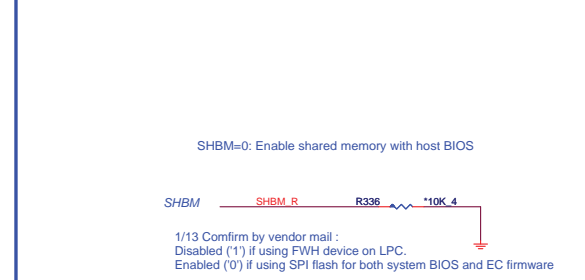 SHBM=0: Enable shared memory with host BIOS
SHBM SHBM_R R336 *10K_4
1/13 Comfirm by vendor mail :
Disabled ('1') if using FWH device on LPC.
Enabled ('0') if using SPI flash for both system BIOS and EC firmware